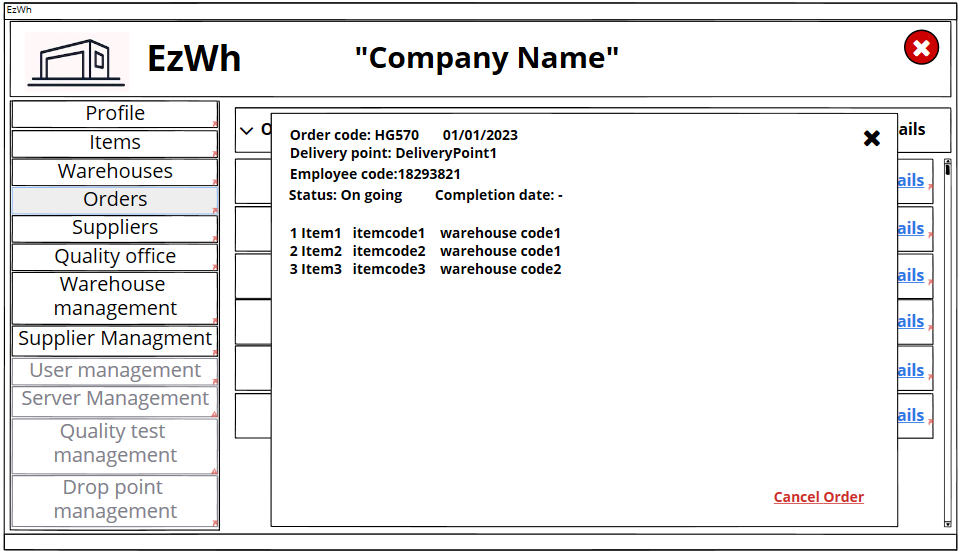 EzWh
EzWh
"Company Name"
Profile
Items
Warehouses
Orders
Suppliers
Quality office
Warehouse
management
Supplier Managment
User management
Server Management
Quality test
management
Drop point
management
O
ails
Order code: HG570 01/01/2023
Delivery point: DeliveryPoint1
Employee code:18293821
Status: On going Completion date: -
1 Item1 itemcode1 warehouse code1
2 Item2 itemcode2 warehouse code1
3 Item3 itemcode3 warehouse code2
ails
ails
ails
ails
ails
ails
Cancel Order